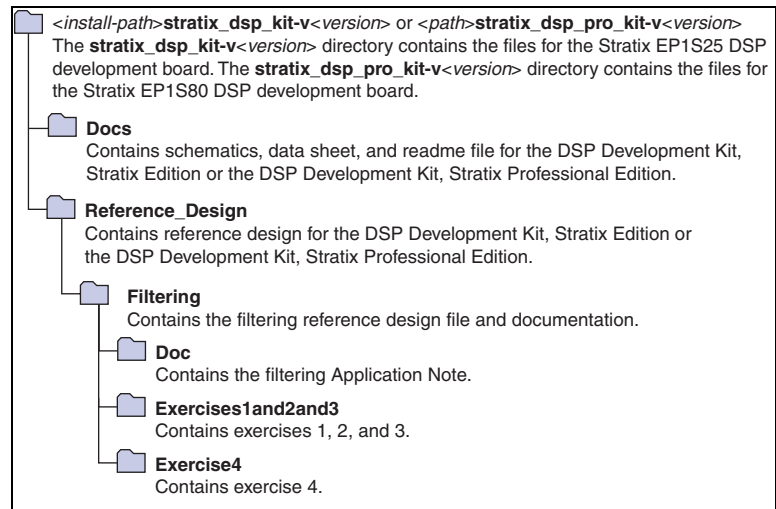 <install-path>stratix_dsp_kit-v<version> or <path>stratix_dsp_pro_kit-v<version>
The stratix_dsp_kit-v<version> directory contains the files for the Stratix EP1S25 DSP
development board. The stratix_dsp_pro_kit-v<version> directory contains the files for
the Stratix EP1S80 DSP development board.
Docs
Contains schematics, data sheet, and readme file for the DSP Development Kit,
Stratix Edition or the DSP Development Kit, Stratix Professional Edition.
Reference_Design
Contains reference design for the DSP Development Kit, Stratix Edition or
the DSP Development Kit, Stratix Professional Edition.
Filtering
Contains the filtering reference design file and documentation.
Doc
Contains the filtering Application Note.
Exercises1and2and3
Contains exercises 1, 2, and 3.
Exercise4
Contains exercise 4.